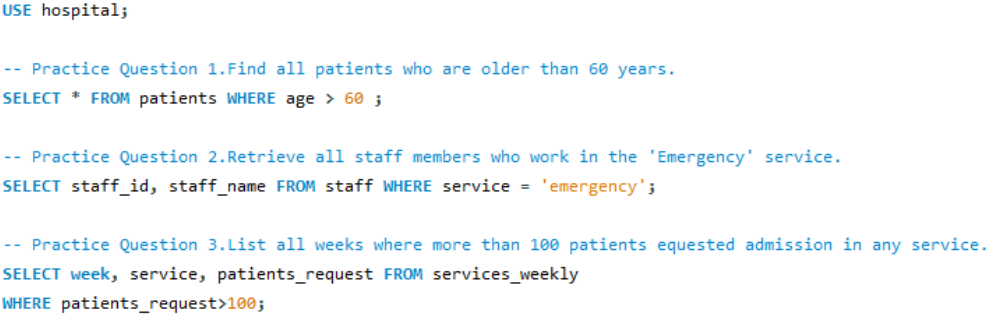 USE hospital;
-- Practice Question 1.Find all patients who are older than 60 years.
SELECT * FROM patients WHERE age > 60 ;
-- Practice Question 2.Retrieve all staff members who work in the 'Emergency' service.
SELECT staff_id, staff_name FROM staff WHERE service = 'emergency';
-- Practice Question 3.List all weeks where more than 100 patients equested admission in any service.
SELECT week, service, patients_request FROM services_weekly
WHERE patients_request>100;